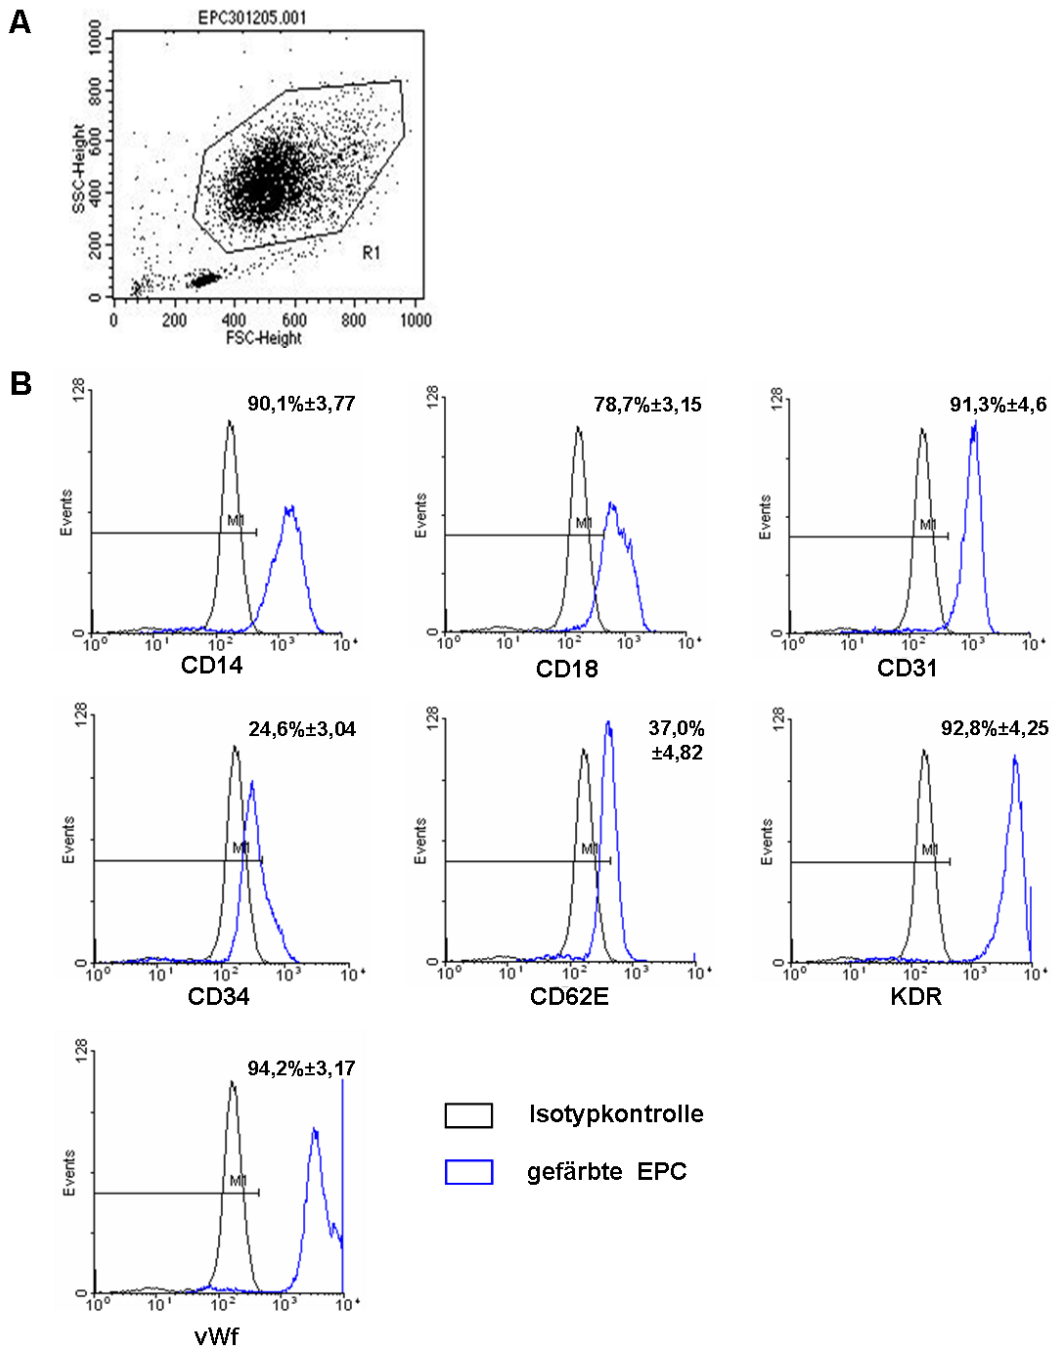 A
EPC301205.001
SSC-Height
1000
800
600
400
200
0
R1
0 200 400 600 800 1000
FSC-Height
B
128
90,1%±3,77
Events
M1
0
10⁰ 10¹ 10² 10³ 10⁴
CD14
128
78,7%±3,15
Events
M1
0
10⁰ 10¹ 10² 10³ 10⁴
CD18
128
91,3%±4,6
Events
M1
0
10⁰ 10¹ 10² 10³ 10⁴
CD31
128
24,6%±3,04
Events
M1
0
10⁰ 10¹ 10² 10³ 10⁴
CD34
128
37,0%
±4,82
Events
M1
0
10⁰ 10¹ 10² 10³ 10⁴
CD62E
128
92,8%±4,25
Events
M1
0
10⁰ 10¹ 10² 10³ 10⁴
KDR
128
94,2%±3,17
Events
M1
0
10⁰ 10¹ 10² 10³ 10⁴
vWf
Isotypkontrolle
gefärbte EPC